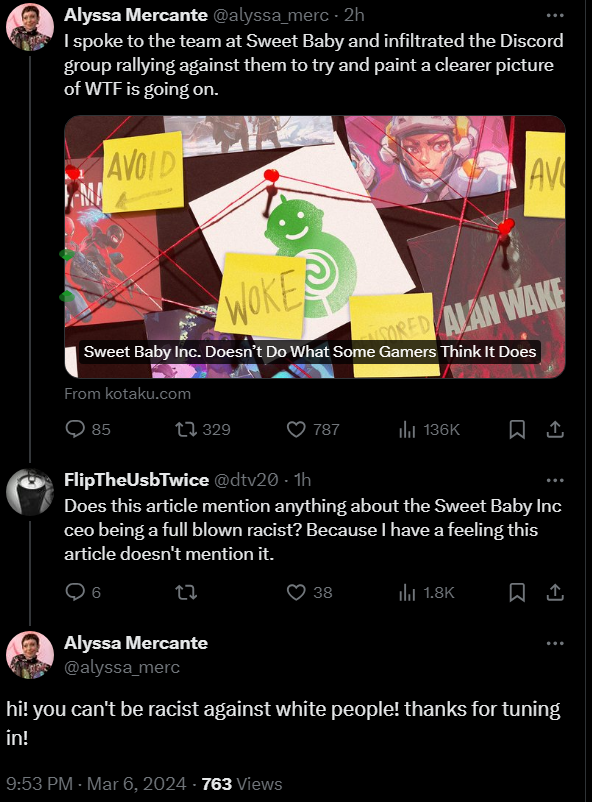 Alyssa Mercante @alyssa_merc · 2h
I spoke to the team at Sweet Baby and infiltrated the Discord
group rallying against them to try and paint a clearer picture
of WTF is going on.
AVOID
AVO
WOKE
ALAN WAKE
Sweet Baby Inc. Doesn't Do What Some Gamers Think It Does
From kotaku.com
85 329 787 136K
FlipTheUsbTwice @dtv20 · 1h
Does this article mention anything about the Sweet Baby Inc
ceo being a full blown racist? Because I have a feeling this
article doesn't mention it.
6 38 1.8K
Alyssa Mercante
@alyssa_merc
hi! you can't be racist against white people! thanks for tuning
in!
9:53 PM · Mar 6, 2024 · 763 Views